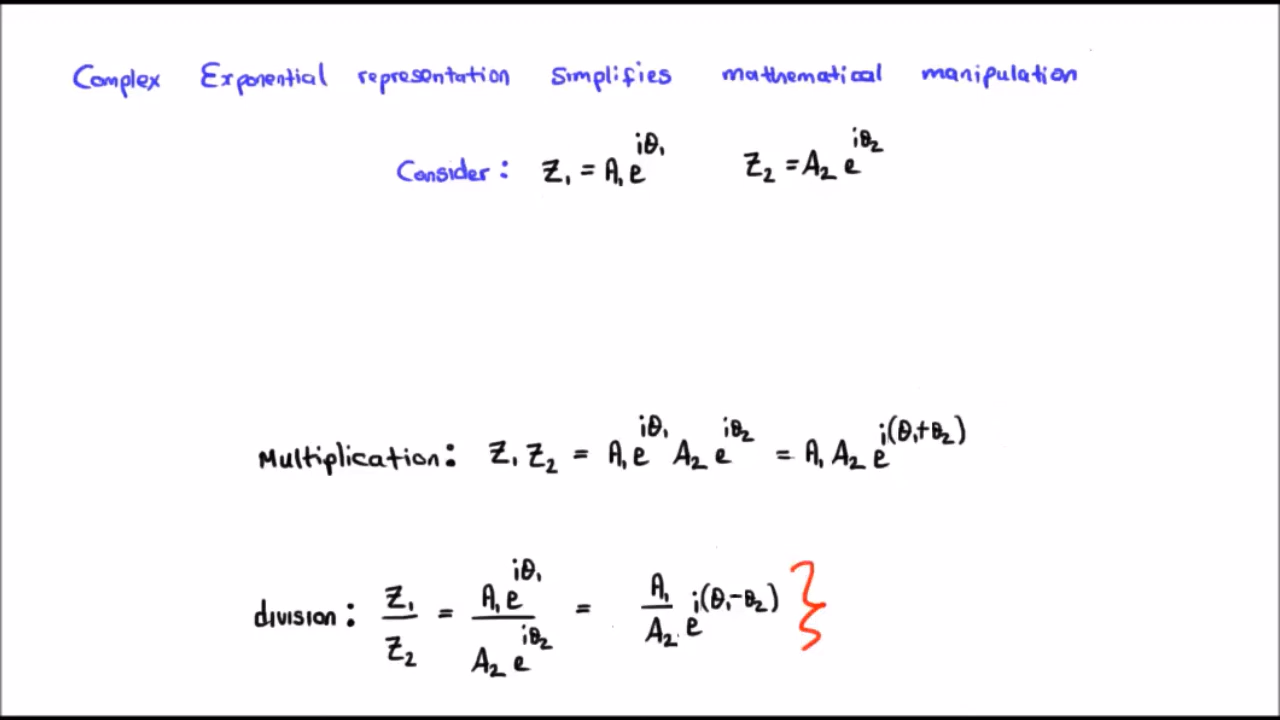 Complex Exponential representation simplifies mathematical manipulation
Consider: Z₁ = A₁e^{iθ₁} Z₂ = A₂e^{iθ₂}
Multiplication: Z₁Z₂ = A₁e^{iθ₁}A₂e^{iθ₂} = A₁A₂e^{i(θ₁+θ₂)}
division: Z₁/Z₂ = A₁e^{iθ₁}/A₂e^{iθ₂} = A₁/A₂ e^{i(θ₁-θ₂)} }